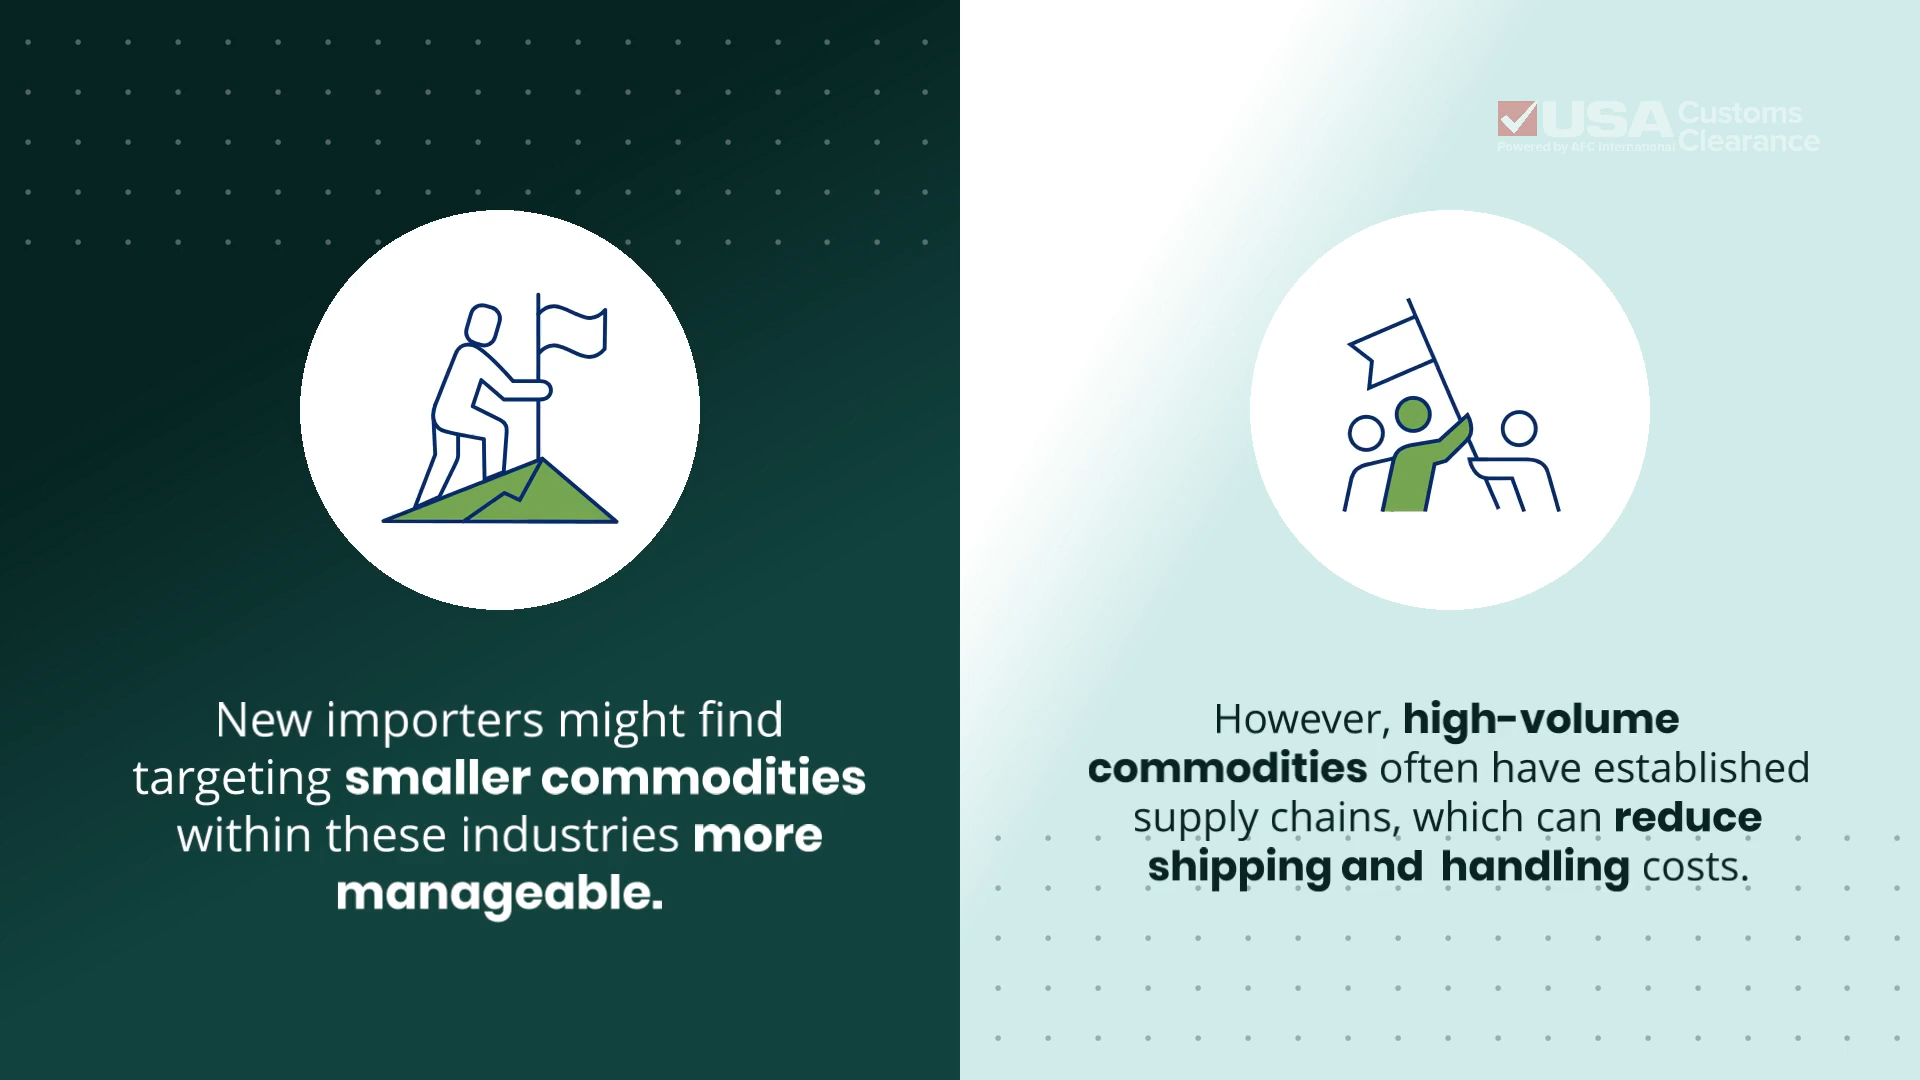 USA Customs
Clearance
Powered by AFC International
New importers might find
targeting smaller commodities
within these industries more
manageable.
However, high-volume
commodities often have established
supply chains, which can reduce
shipping and handling costs.